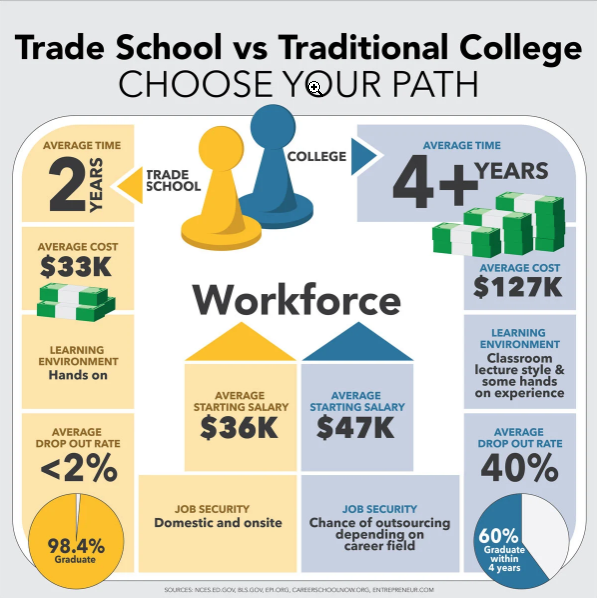 Trade School vs Traditional College
CHOOSE YOUR PATH
AVERAGE TIME
2 YEARS
TRADE
SCHOOL
COLLEGE
AVERAGE TIME
4+ YEARS
AVERAGE COST
$33K
AVERAGE COST
$127K
Workforce
LEARNING
ENVIRONMENT
Hands on
LEARNING
ENVIRONMENT
Classroom
lecture style &
some hands
on experience
AVERAGE
STARTING SALARY
$36K
AVERAGE
STARTING SALARY
$47K
AVERAGE
DROP OUT RATE
<2%
AVERAGE
DROP OUT RATE
40%
JOB SECURITY
Domestic and onsite
JOB SECURITY
Chance of outsourcing
depending on
career field
98.4%
Graduate
60%
Graduate
within
4 years
SOURCES: NCES.ED.GOV, BLS.GOV, EPI.ORG, CAREERSCHOOLNOW.ORG, ENTREPRENEUR.COM